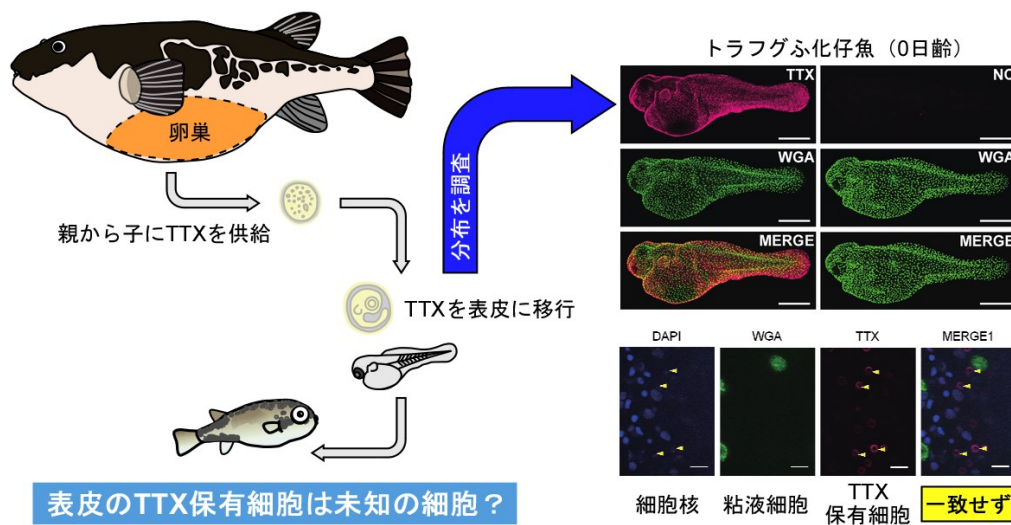 卵巣
親から子にTTXを供給
TTXを表皮に移行
表皮のTTX保有細胞は未知の細胞？
分布を調査
トラフグふ化仔魚（0日齢）
TTX
NC
WGA
WGA
MERGE
MERGE
DAPI
WGA
TTX
MERGE1
細胞核
粘液細胞
TTX
保有細胞
一致せず